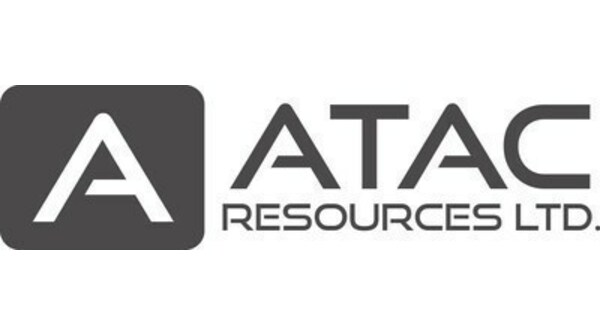 A
ATAC
RESOURCES LTD.